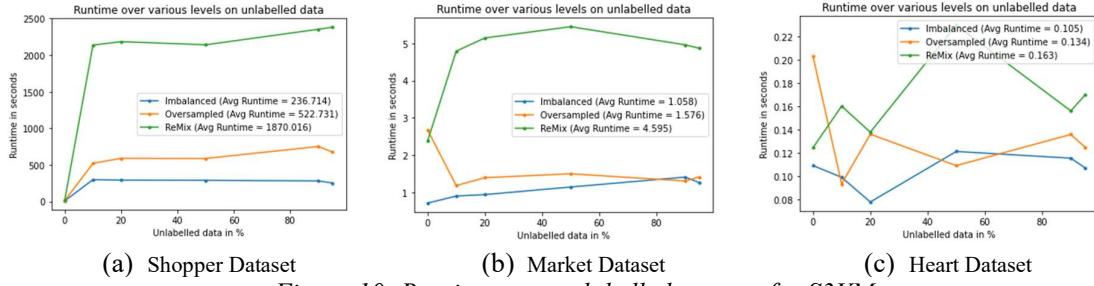 Runtime over various levels on unlabelled data
2500
2000
1500
1000
500
0
Runtime in seconds
Imbalanced (Avg Runtime = 236.714)
Oversampled (Avg Runtime = 522.731)
ReMix (Avg Runtime = 1870.016)
0 20 40 60 80
Unlabelled data in %
(a) Shopper Dataset
Runtime over various levels on unlabelled data
5
4
3
2
1
Runtime in seconds
Imbalanced (Avg Runtime = 1.058)
Oversampled (Avg Runtime = 1.576)
ReMix (Avg Runtime = 4.595)
0 20 40 60 80
Unlabelled data in %
(b) Market Dataset
Runtime over various levels on unlabelled data
0.22
0.20
0.18
0.16
0.14
0.12
0.10
0.08
Runtime in seconds
Imbalanced (Avg Runtime = 0.105)
Oversampled (Avg Runtime = 0.134)
ReMix (Avg Runtime = 0.163)
0 20 40 60 80
Unlabelled data in %
(c) Heart Dataset